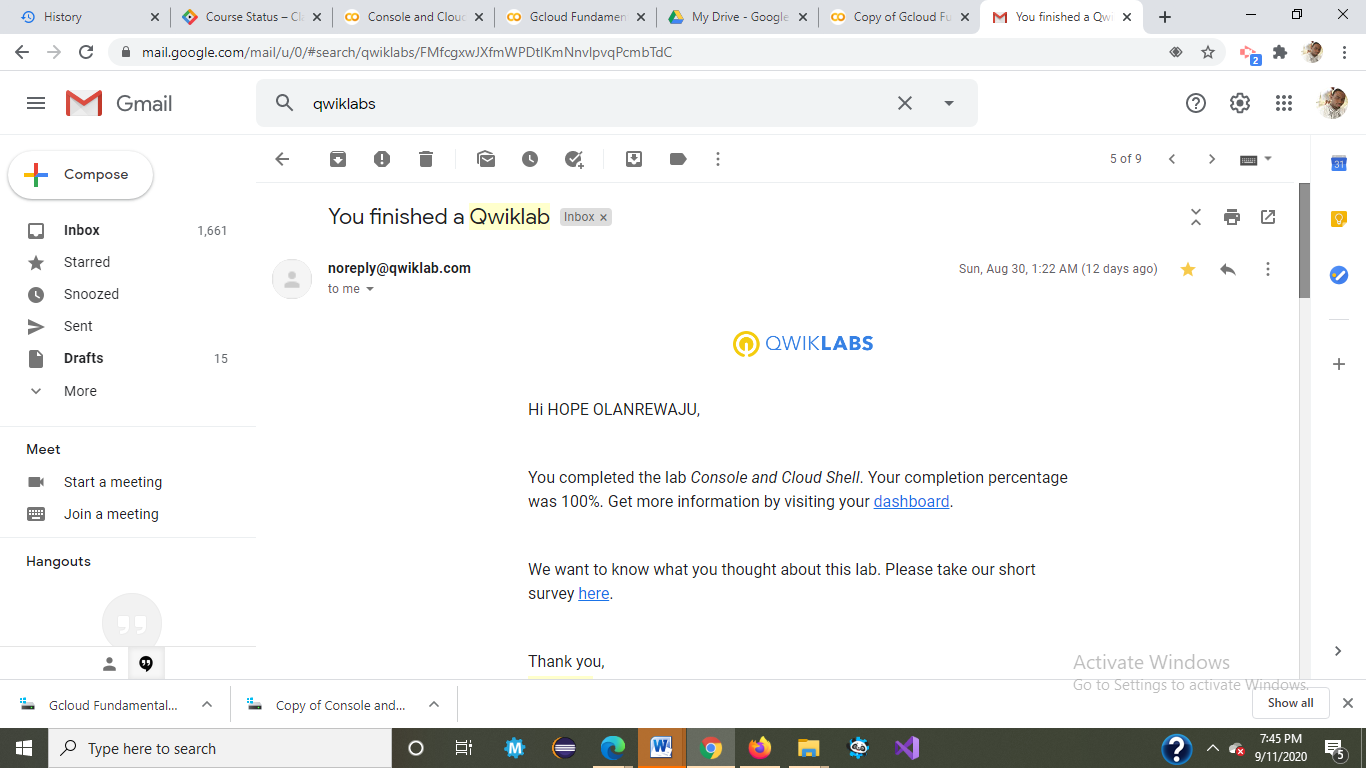 History
Course Status – Cl
Console and Clouc
Gcloud Fundamen
My Drive - Google
Copy of Gcloud Fu
You finished a Qwi
mail.google.com/mail/u/0/#search/qwiklabs/FMfcgxwJXfmWPDtlKmNnvlpvqPcmbTdC
2
Gmail
qwiklabs
Compose
5 of 9
31
Inbox 1,661
Starred
Snoozed
Sent
Drafts 15
More
Meet
Start a meeting
Join a meeting
Hangouts
You finished a Qwiklab Inbox x
noreply@qwiklab.com
Sun, Aug 30, 1:22 AM (12 days ago)
to me
QWIKLABS
Hi HOPE OLANREWAJU,
You completed the lab Console and Cloud Shell. Your completion percentage
was 100%. Get more information by visiting your dashboard.
We want to know what you thought about this lab. Please take our short
survey here.
Thank you,
Activate Windows
Go to Settings to activate Windows.
Gcloud Fundamental...
Copy of Console and...
Show all
Type here to search
7:45 PM
9/11/2020
5